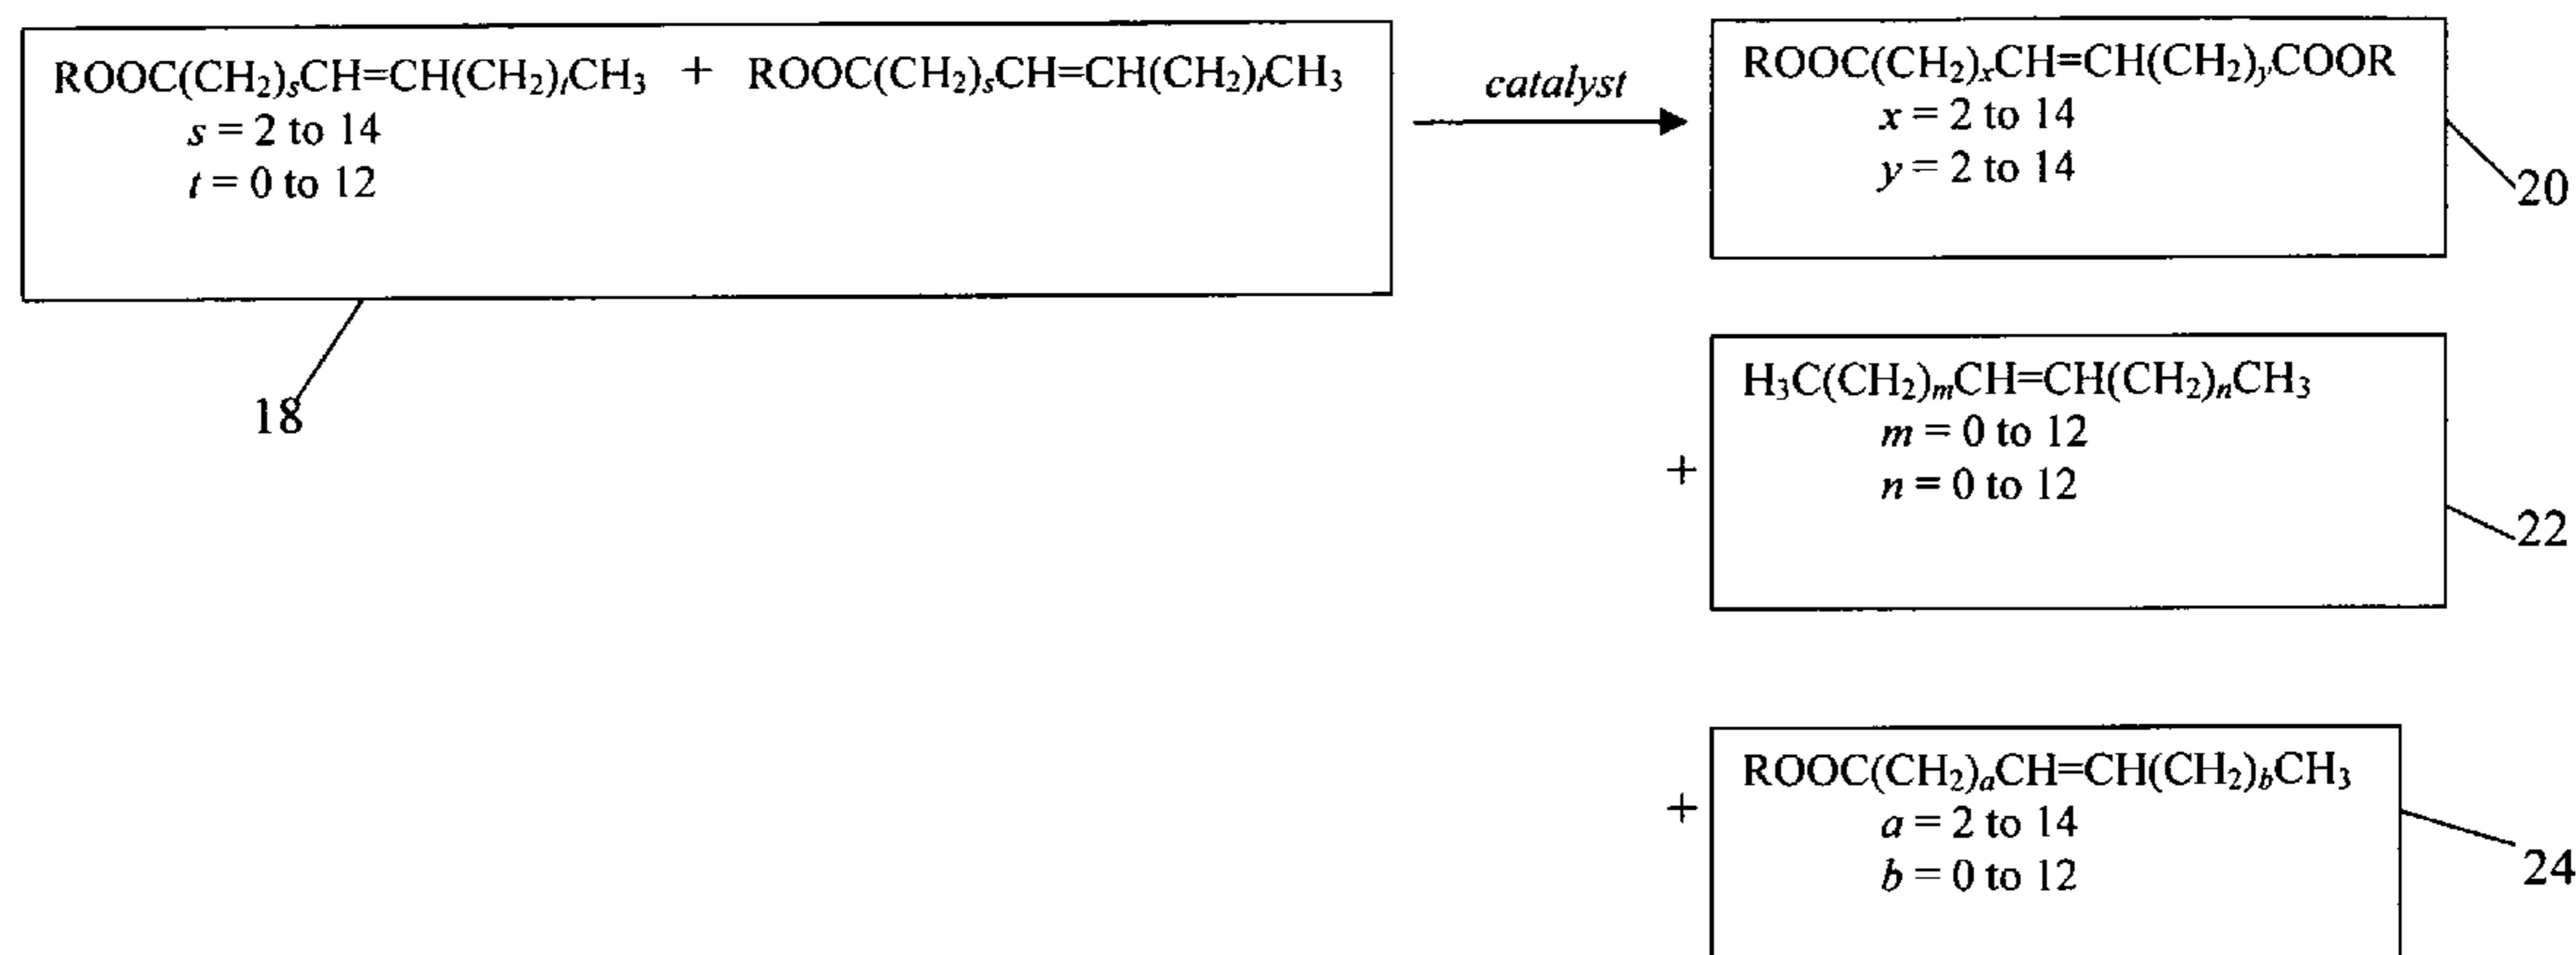 ROOC(CH₂)ₛCH=CH(CH₂)ₜCH₃ + ROOC(CH₂)ₛCH=CH(CH₂)ₜCH₃
s = 2 to 14
t = 0 to 12
18
catalyst
ROOC(CH₂)ₓCH=CH(CH₂)yCOOR
x = 2 to 14
y = 2 to 14
20
+
H₃C(CH₂)ₘCH=CH(CH₂)ₙCH₃
m = 0 to 12
n = 0 to 12
22
+
ROOC(CH₂)ₐCH=CH(CH₂)bCH₃
a = 2 to 14
b = 0 to 12
24